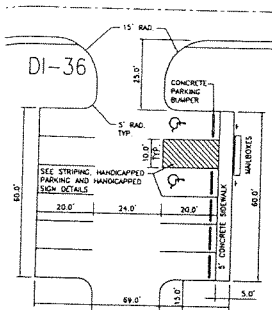 15' RAD.
DI-36
25.0'
CONCRETE
PARKING
BUMPER
5' RAD.
TYP.
10.0'
TYP.
MAILBOXES
SEE STRIPING, HANDICAPPED
PARKING AND HANDICAPPED
SIGN DETAILS
60.0'
20.0'
24.0'
20.0'
5' CONCRETE SIDEWALK
60.0'
69.0'
15.0'
5.0'